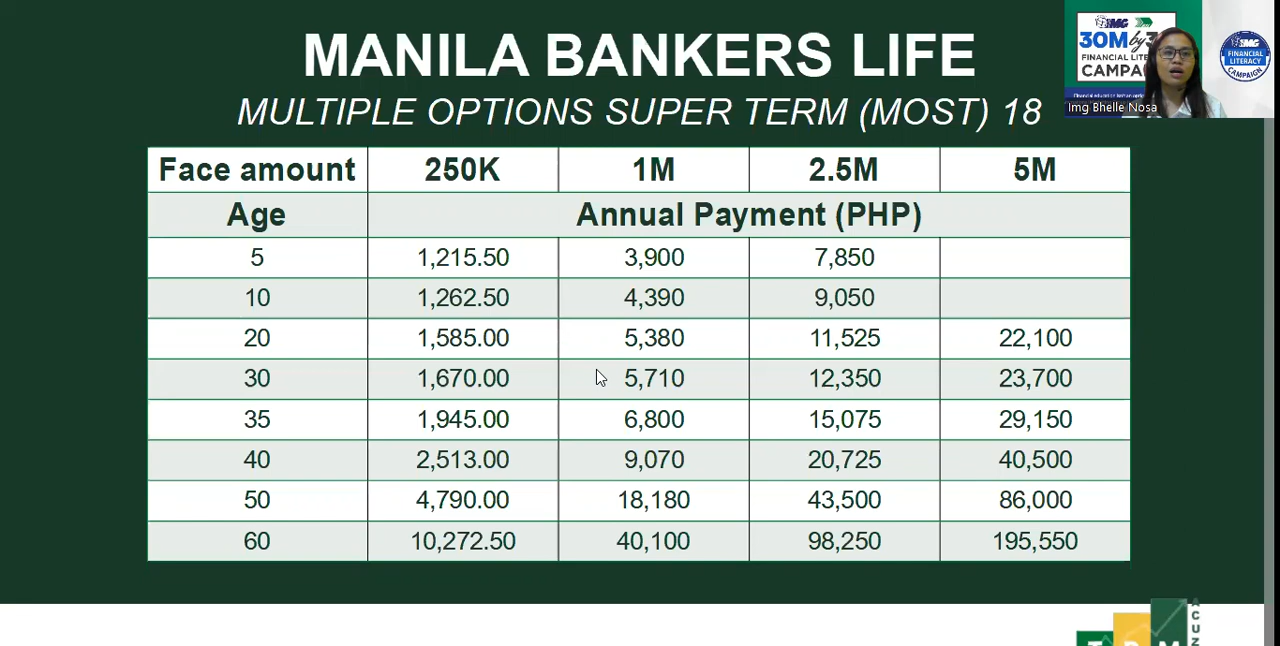 MANILA BANKERS LIFE
MULTIPLE OPTIONS SUPER TERM (MOST) 18
IMG
30M by 3
FINANCIAL LITE
CAMPA
Img Bhelle Nosa
IMG
FINANCIAL
LITERACY
CAMPAIGN
Face amount 250K 1M 2.5M 5M
Age Annual Payment (PHP)
5 1,215.50 3,900 7,850
10 1,262.50 4,390 9,050
20 1,585.00 5,380 11,525 22,100
30 1,670.00 5,710 12,350 23,700
35 1,945.00 6,800 15,075 29,150
40 2,513.00 9,070 20,725 40,500
50 4,790.00 18,180 43,500 86,000
60 10,272.50 40,100 98,250 195,550
ACUZ